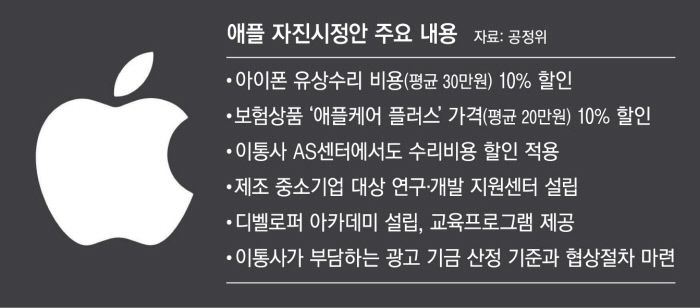 애플 자진시정안 주요 내용 자료: 공정위
•아이폰 유상수리 비용(평균 30만원) 10% 할인
•보험상품 ‘애플케어 플러스’ 가격(평균 20만원) 10% 할인
•이통사 AS센터에서도 수리비용 할인 적용
•제조 중소기업 대상 연구·개발 지원센터 설립
•디벨로퍼 아카데미 설립, 교육프로그램 제공
•이통사가 부담하는 광고 기금 산정 기준과 협상절차 마련